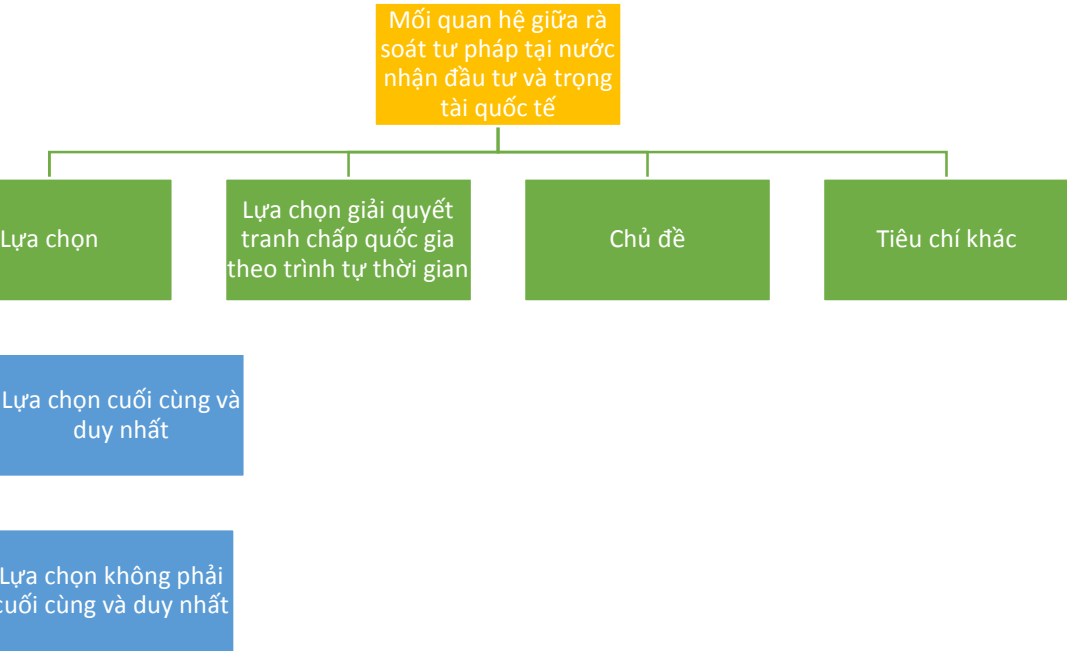 Mối quan hệ giữa rà
soát tư pháp tại nước
nhận đầu tư và trọng
tài quốc tế
Lựa chọn
Lựa chọn giải quyết
tranh chấp quốc gia
theo trình tự thời gian
Chủ đề
Tiêu chí khác
Lựa chọn cuối cùng và
duy nhất
Lựa chọn không phải
cuối cùng và duy nhất